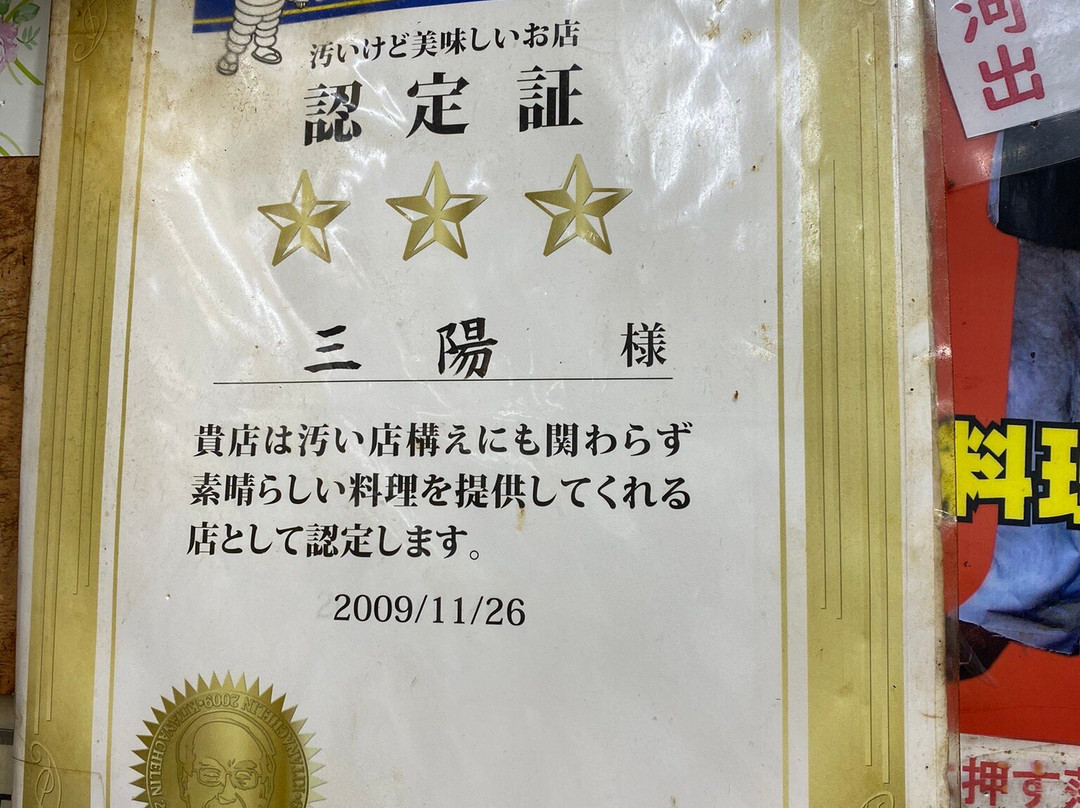 汚いけど美味しいお店
認定証
三陽 様
貴店は汚い店構えにも関わらず
素晴らしい料理を提供してくれる
店として認定します。
2009/11/26
河
出
料理
押す